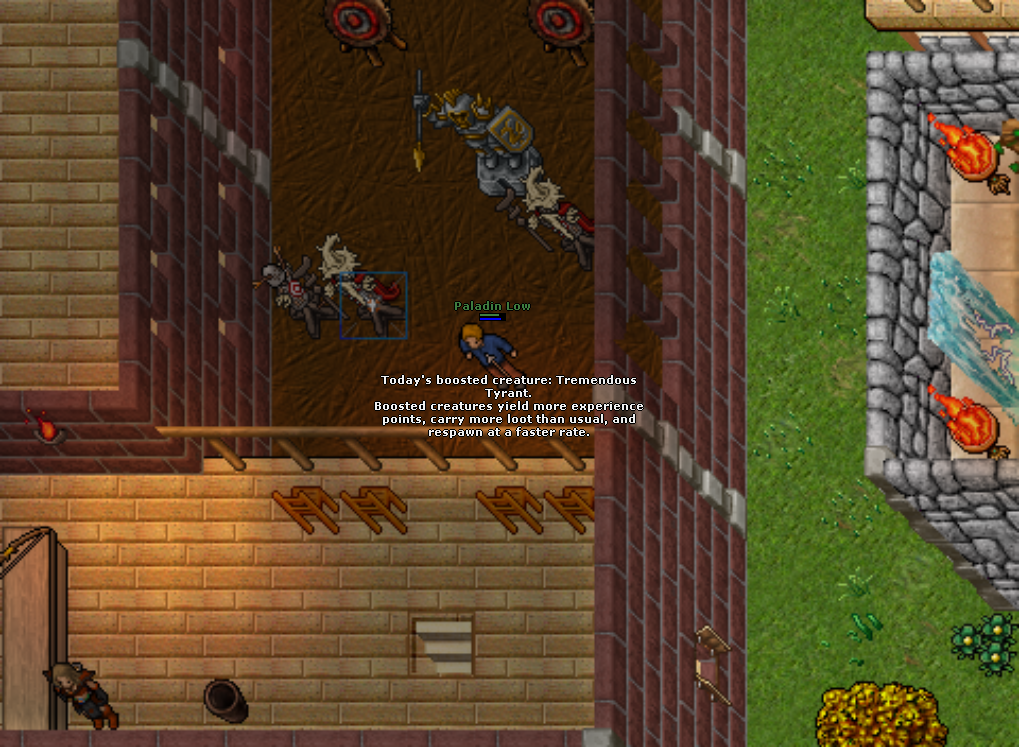 Paladin Low
Today's boosted creature: Tremendous
Tyrant.
Boosted creatures yield more experience
points, carry more loot than usual, and
respawn at a faster rate.